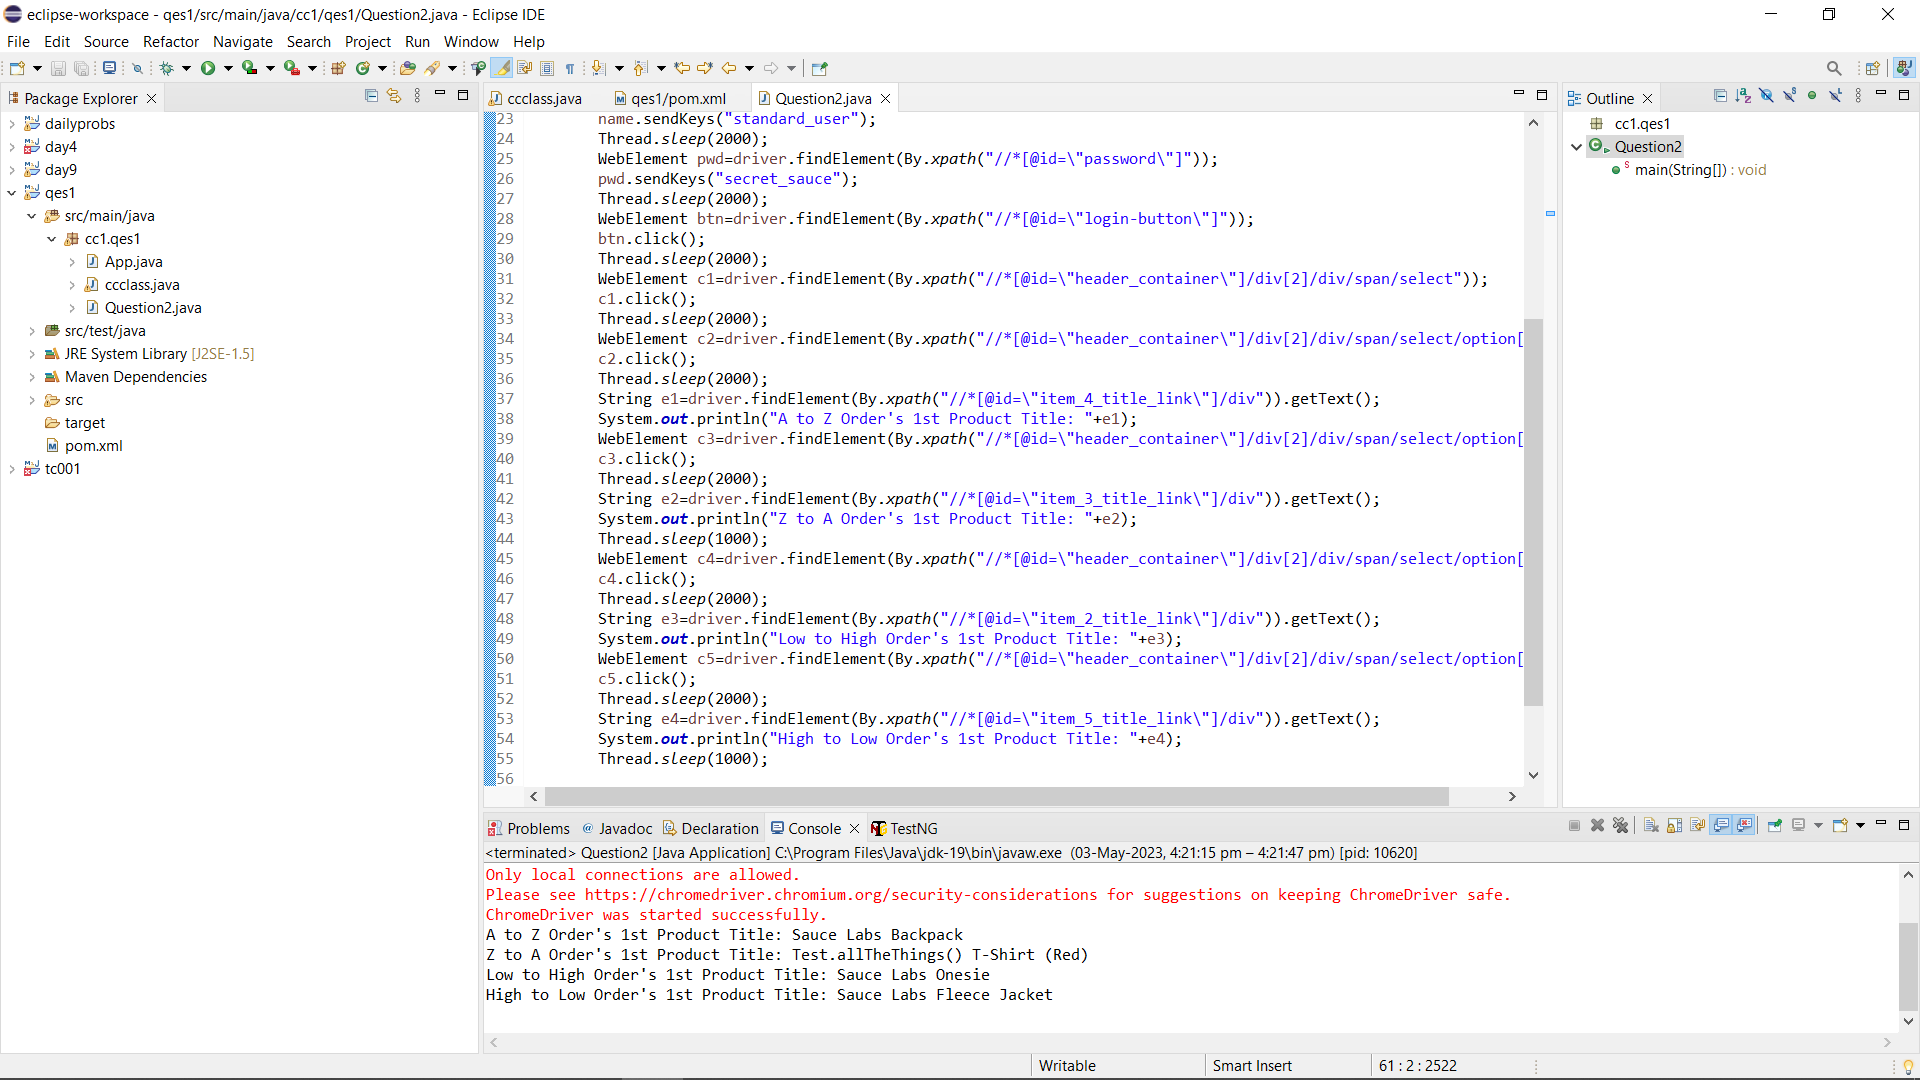 eclipse-workspace - qes1/src/main/java/cc1/qes1/Question2.java - Eclipse IDE
File Edit Source Refactor Navigate Search Project Run Window Help
Package Explorer
dailyprobs
day4
day9
qes1
src/main/java
cc1.qes1
App.java
ccclass.java
Question2.java
src/test/java
JRE System Library [J2SE-1.5]
Maven Dependencies
src
target
pom.xml
tc001
ccclass.java qes1/pom.xml Question2.java
23 name.sendKeys("standard_user");
24 Thread.sleep(2000);
25 WebElement pwd=driver.findElement(By.xpath("//*[@id=\"password\"]"));
26 pwd.sendKeys("secret_sauce");
27 Thread.sleep(2000);
28 WebElement btn=driver.findElement(By.xpath("//*[@id=\"login-button\"]"));
29 btn.click();
30 Thread.sleep(2000);
31 WebElement c1=driver.findElement(By.xpath("//*[@id=\"header_container\"]/div[2]/div/span/select"));
32 c1.click();
33 Thread.sleep(2000);
34 WebElement c2=driver.findElement(By.xpath("//*[@id=\"header_container\"]/div[2]/div/span/select/option[
35 c2.click();
36 Thread.sleep(2000);
37 String e1=driver.findElement(By.xpath("//*[@id=\"item_4_title_link\"]/div")).getText();
38 System.out.println("A to Z Order's 1st Product Title: "+e1);
39 WebElement c3=driver.findElement(By.xpath("//*[@id=\"header_container\"]/div[2]/div/span/select/option[
40 c3.click();
41 Thread.sleep(2000);
42 String e2=driver.findElement(By.xpath("//*[@id=\"item_3_title_link\"]/div")).getText();
43 System.out.println("Z to A Order's 1st Product Title: "+e2);
44 Thread.sleep(1000);
45 WebElement c4=driver.findElement(By.xpath("//*[@id=\"header_container\"]/div[2]/div/span/select/option[
46 c4.click();
47 Thread.sleep(2000);
48 String e3=driver.findElement(By.xpath("//*[@id=\"item_2_title_link\"]/div")).getText();
49 System.out.println("Low to High Order's 1st Product Title: "+e3);
50 WebElement c5=driver.findElement(By.xpath("//*[@id=\"header_container\"]/div[2]/div/span/select/option[
51 c5.click();
52 Thread.sleep(2000);
53 String e4=driver.findElement(By.xpath("//*[@id=\"item_5_title_link\"]/div")).getText();
54 System.out.println("High to Low Order's 1st Product Title: "+e4);
55 Thread.sleep(1000);
56
Outline
cc1.qes1
Question2
main(String[]) : void
Problems Javadoc Declaration Console TestNG
<terminated> Question2 [Java Application] C:\Program Files\Java\jdk-19\bin\javaw.exe (03-May-2023, 4:21:15 pm – 4:21:47 pm) [pid: 10620]
Only local connections are allowed.
Please see https://chromedriver.chromium.org/security-considerations for suggestions on keeping ChromeDriver safe.
ChromeDriver was started successfully.
A to Z Order's 1st Product Title: Sauce Labs Backpack
Z to A Order's 1st Product Title: Test.allTheThings() T-Shirt (Red)
Low to High Order's 1st Product Title: Sauce Labs Onesie
High to Low Order's 1st Product Title: Sauce Labs Fleece Jacket
Writable Smart Insert 61 : 2 : 2522